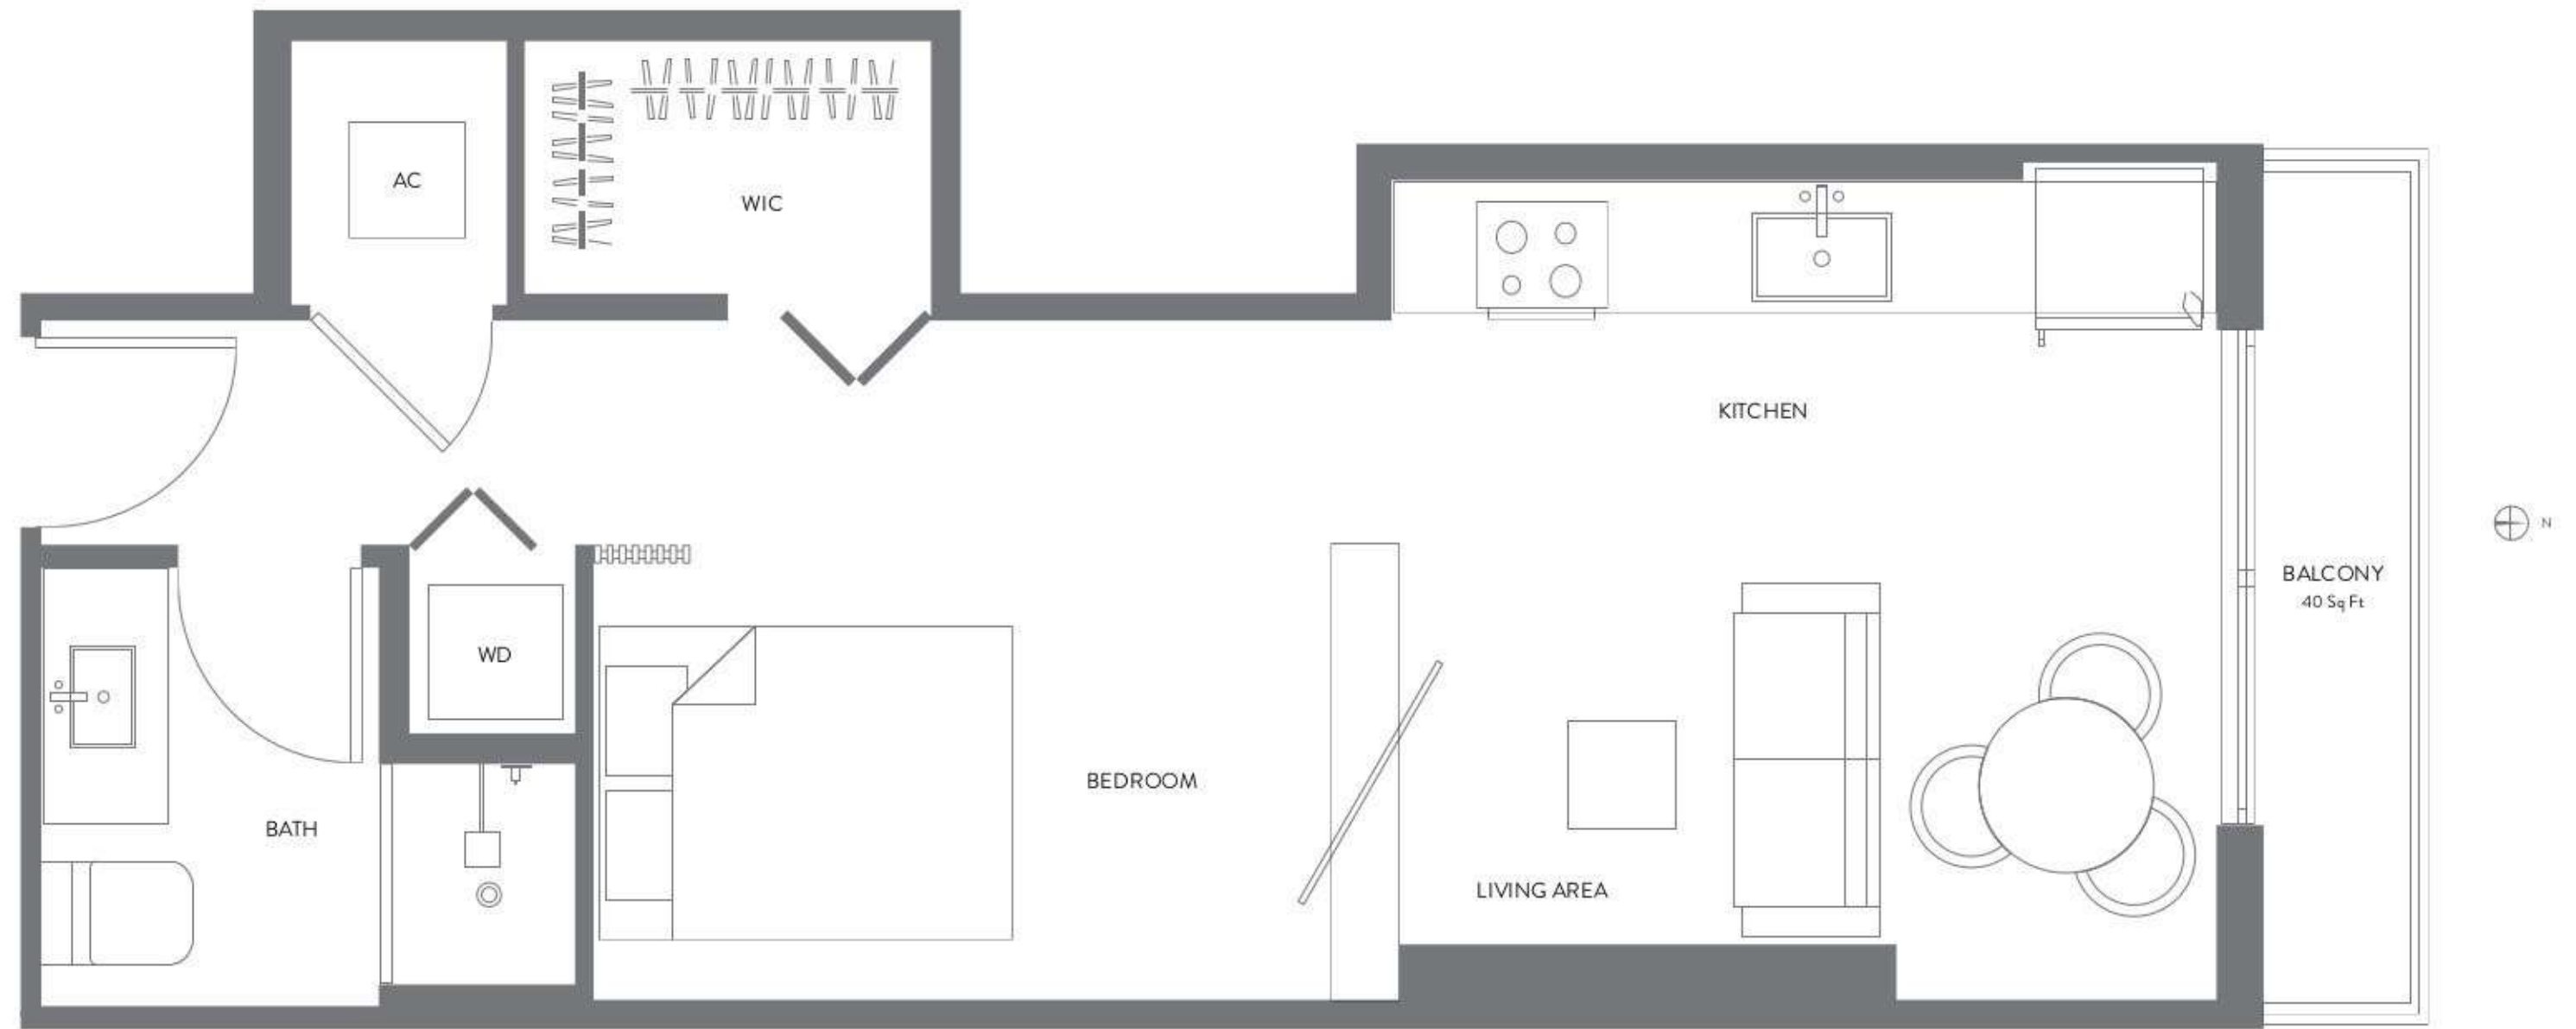 AC
WIC
KITCHEN
N
BALCONY
40 Sq Ft
WD
BEDROOM
BATH
LIVING AREA